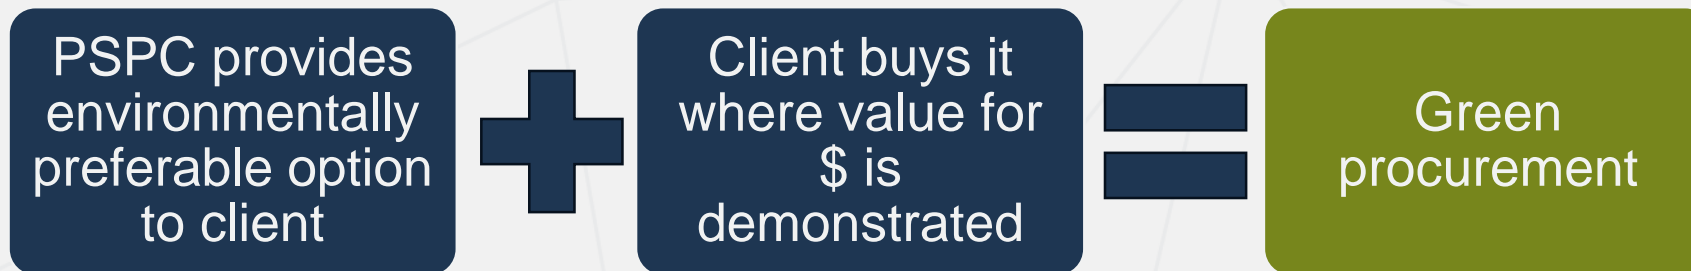 PSPC provides
environmentally
preferable option
to client
Client buys it
where value for
$ is
demonstrated
Green
procurement